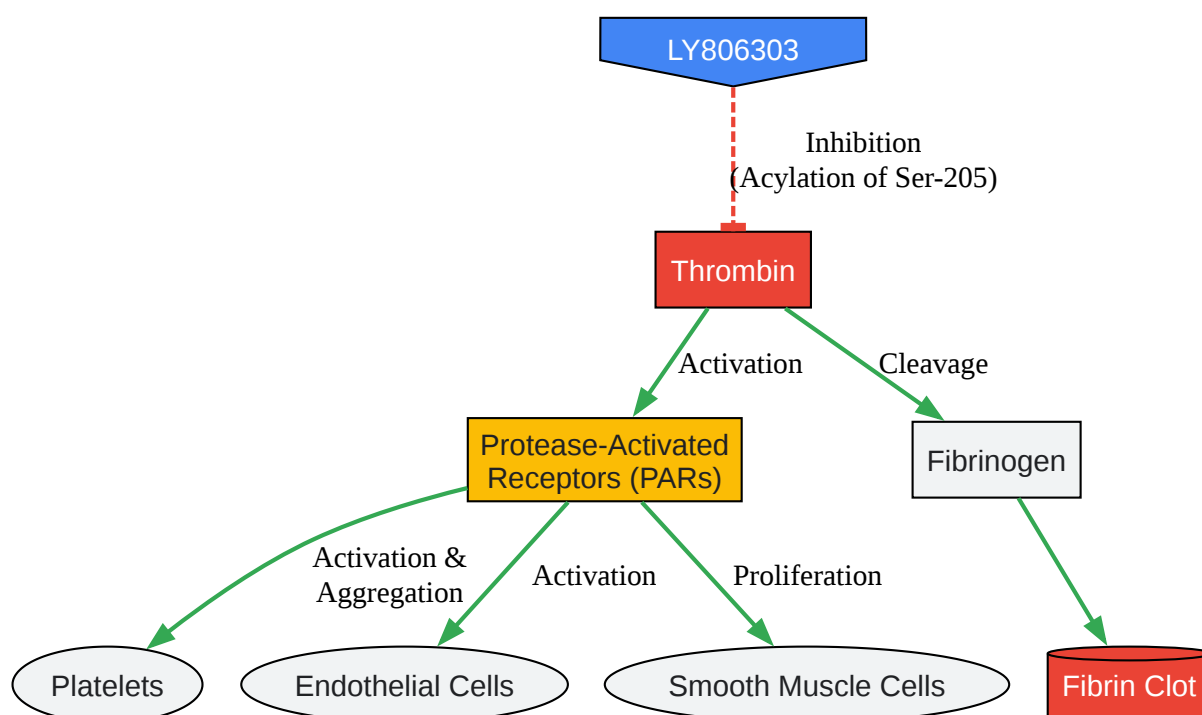 LY806303
Inhibition
(Acylation of Ser-205)
Thrombin
Activation
Cleavage
Protease-Activated
Receptors (PARs)
Fibrinogen
Activation &
Aggregation
Activation
Proliferation
Platelets
Endothelial Cells
Smooth Muscle Cells
Fibrin Clot